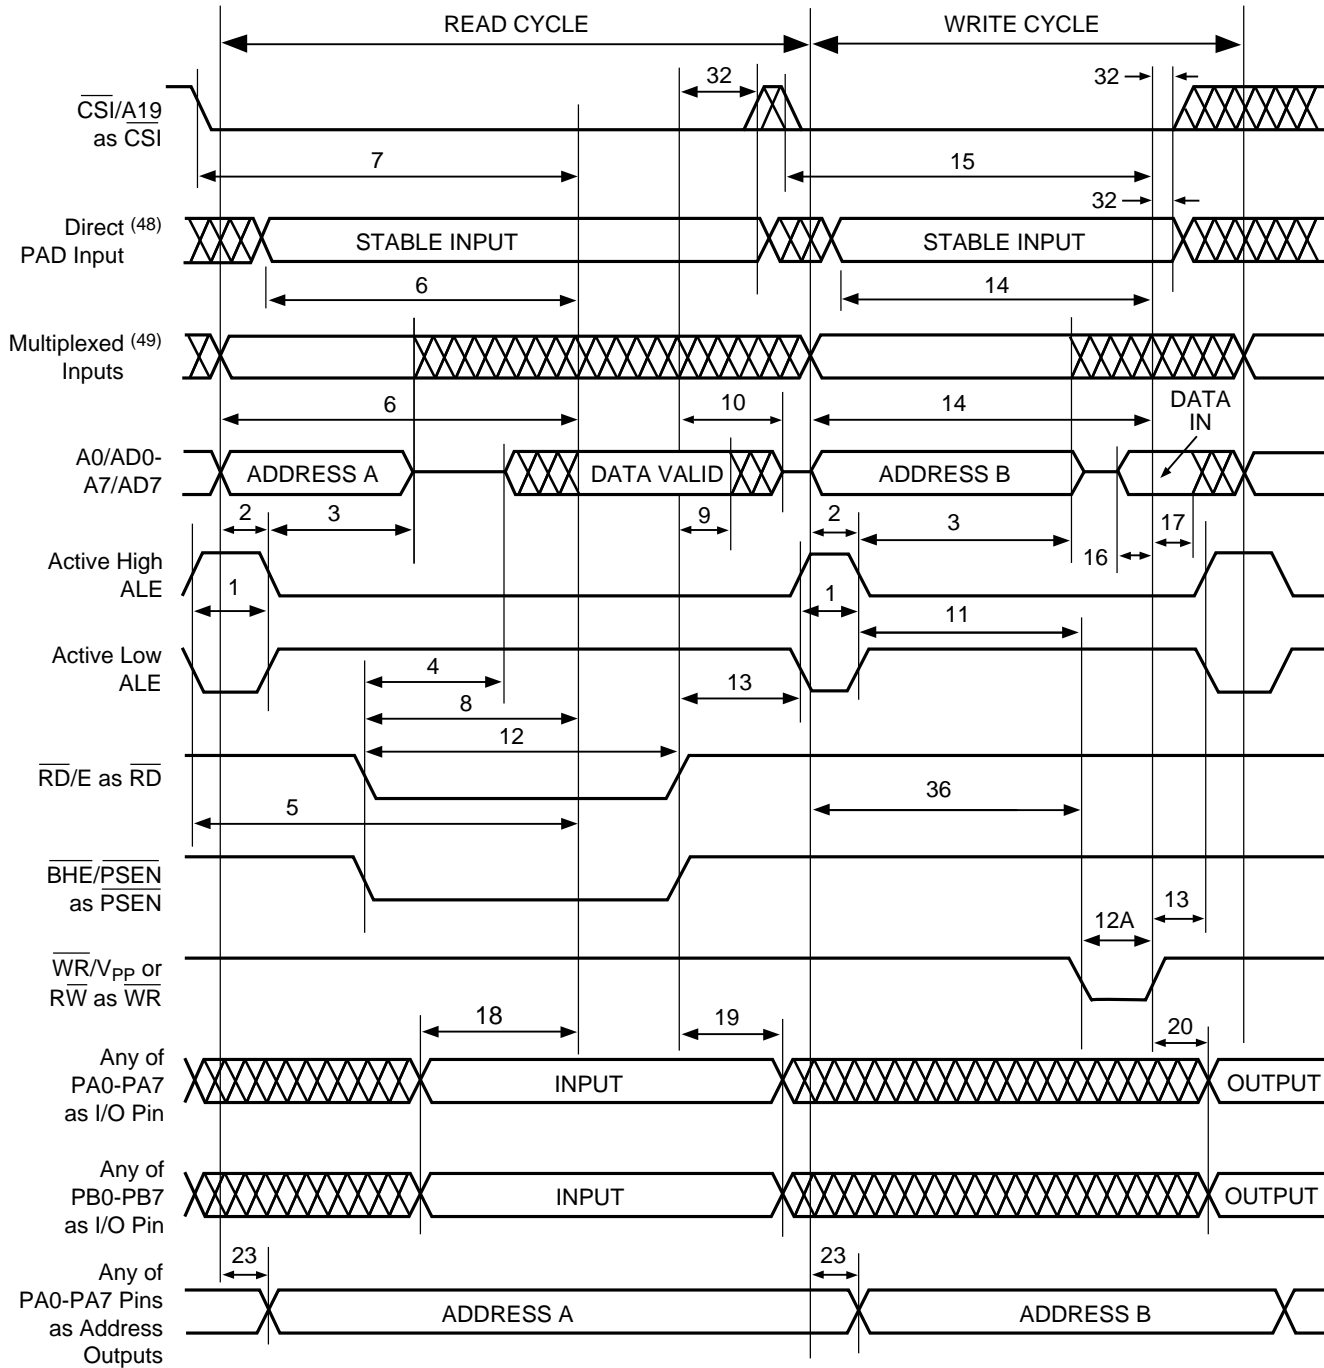 READ CYCLE WRITE CYCLE
32 32
CSI/A19
as CSI
7 15
32
Direct (48)
PAD Input
STABLE INPUT STABLE INPUT
6 14
Multiplexed (49)
Inputs
6 10 14 DATA
IN
A0/AD0-
A7/AD7
ADDRESS A DATA VALID ADDRESS B
2 3 9 2 3 17
16
Active High
ALE
1 1
11
Active Low
ALE
4 13
8
12
RD/E as RD
36
5
BHE/PSEN
as PSEN
12A 13
WR/VPP or
RW as WR
18 19 20
Any of
PA0-PA7
as I/O Pin
INPUT OUTPUT
Any of
PB0-PB7
as I/O Pin
INPUT OUTPUT
23 23
Any of
PA0-PA7 Pins
as Address
Outputs
ADDRESS A ADDRESS B